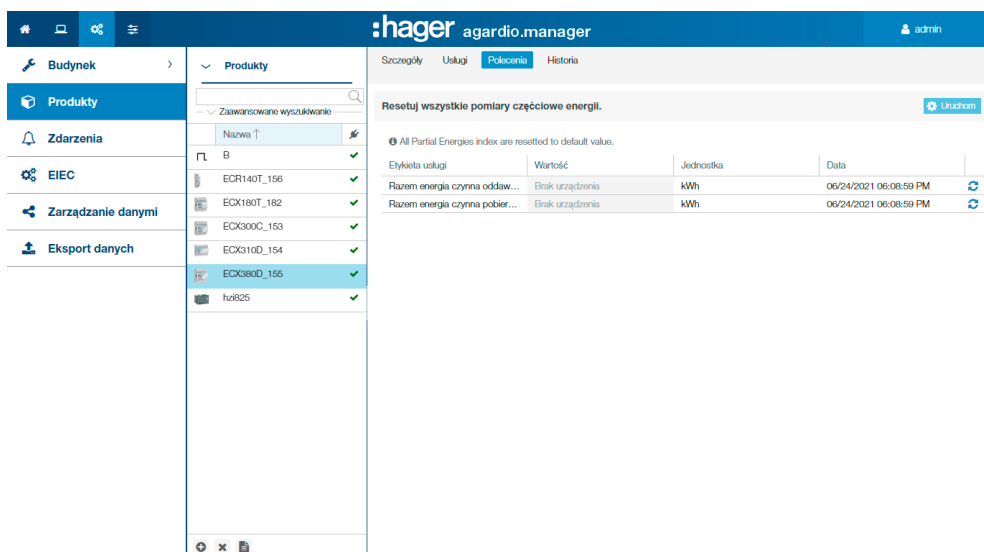 :hager agardio.manager
admin
Budynek
Produkty
Zdarzenia
EIEC
Zarządzanie danymi
Eksport danych
Produkty
Zaawansowane wyszukiwanie
Nazwa ↑
B
ECR140T_156
ECX180T_182
ECX300C_153
ECX310D_154
ECX380D_155
hzi825
Szczegóły Usługi Polecenia Historia
Resetuj wszystkie pomiary częściowe energii.
Uruchom
All Partial Energies index are resetted to default value.
Etykieta usługi Wartość Jednostka Data
Razem energia czynna oddaw... Brak urządzenia kWh 06/24/2021 06:08:59 PM
Razem energia czynna pobier... Brak urządzenia kWh 06/24/2021 06:08:59 PM